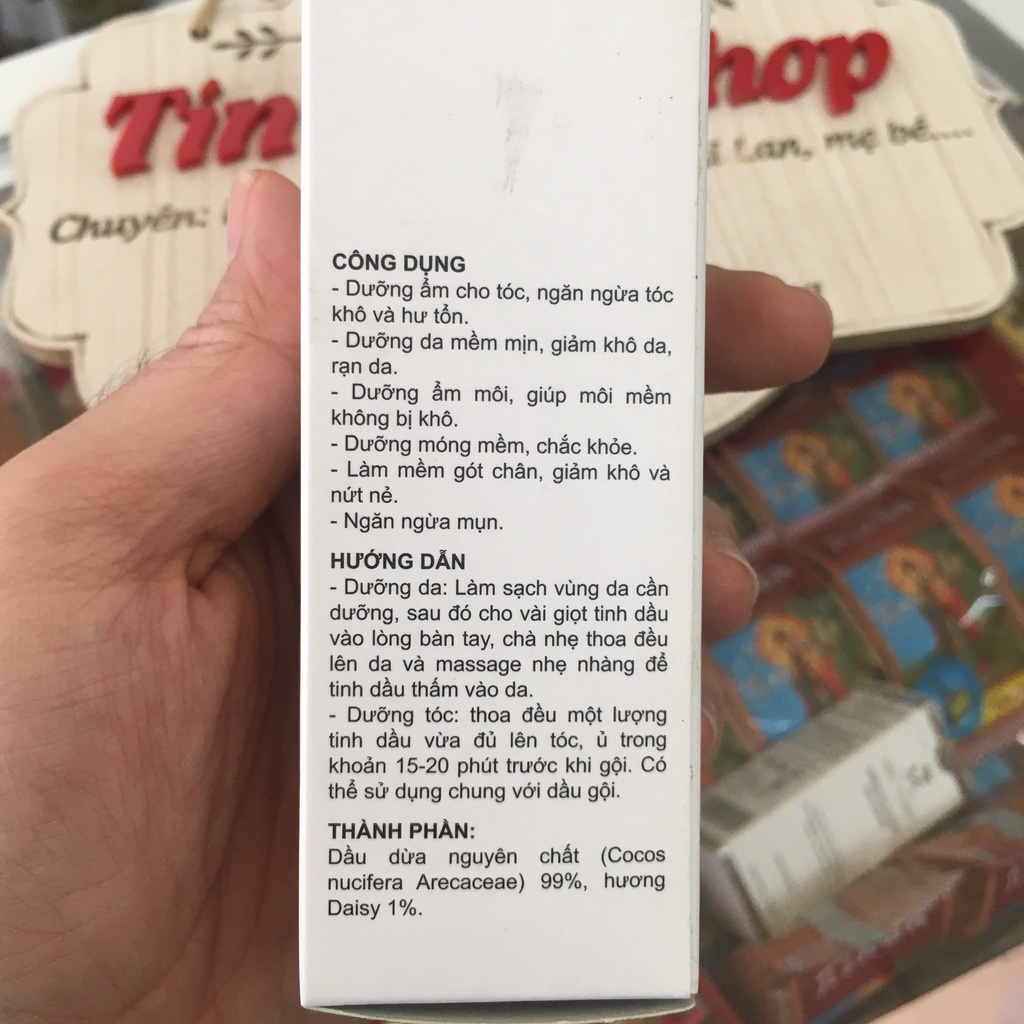 Tin
hop
Chuyên:
mẹ bé....
CÔNG DỤNG
- Dưỡng ẩm cho tóc, ngăn ngừa tóc
khô và hư tổn.
- Dưỡng da mềm mịn, giảm khô da,
rạn da.
- Dưỡng ẩm môi, giúp môi mềm
không bị khô.
- Dưỡng móng mềm, chắc khỏe.
- Làm mềm gót chân, giảm khô và
nứt nẻ.
- Ngăn ngừa mụn.
HƯỚNG DẪN
- Dưỡng da: Làm sạch vùng da cần
dưỡng, sau đó cho vài giọt tinh dầu
vào lòng bàn tay, chà nhẹ thoa đều
lên da và massage nhẹ nhàng để
tinh dầu thấm vào da.
- Dưỡng tóc: thoa đều một lượng
tinh dầu vừa đủ lên tóc, ủ trong
khoản 15-20 phút trước khi gội. Có
thể sử dụng chung với dầu gội.
THÀNH PHẦN:
Dầu dừa nguyên chất (Cocos
nucifera Arecaceae) 99%, hương
Daisy 1%.